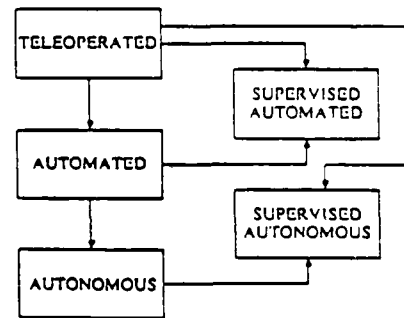 TELEOPERATED
SUPERVISED
AUTOMATED
AUTOMATED
SUPERVISED
AUTONOMOUS
AUTONOMOUS